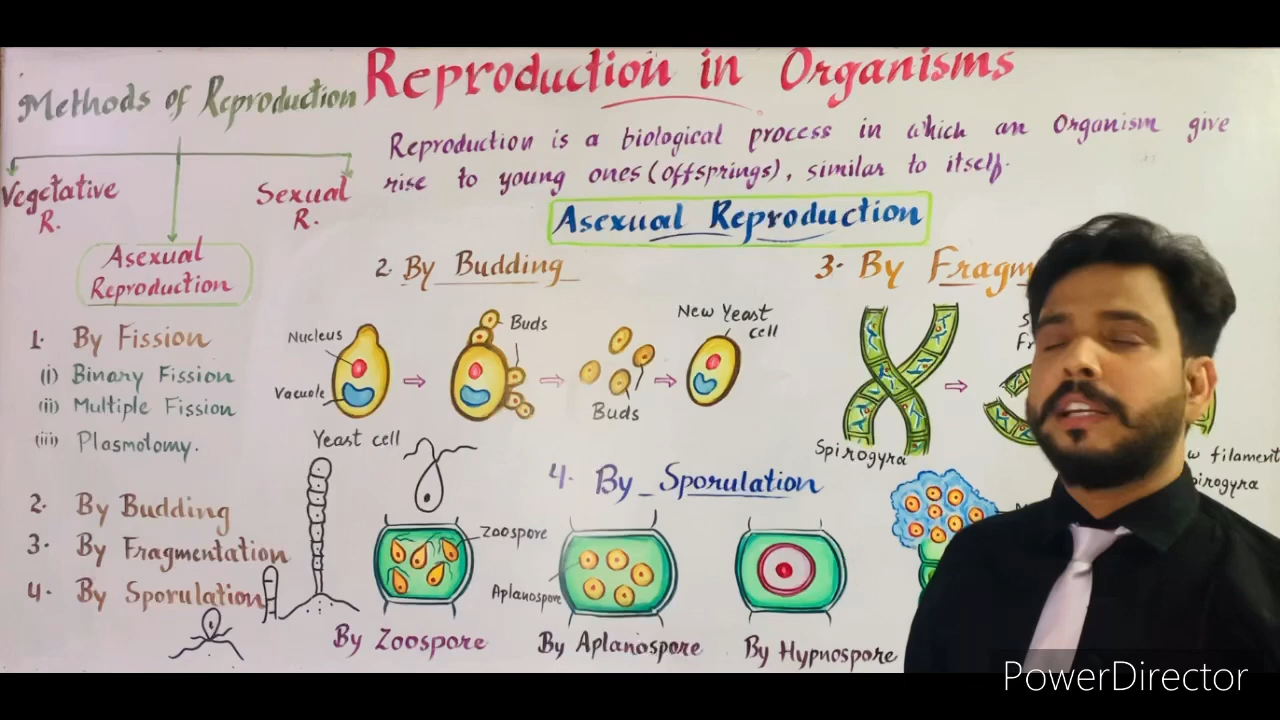 Reproduction in Organisms
Methods of Reproduction
Vegetative
R.
Sexual
R.
Asexual
Reproduction
1. By Fission
(i) Binary Fission
(ii) Multiple Fission
(iii) Plasmotomy.
2. By Budding
3. By Fragmentation
4. By Sporulation
Reproduction is a biological process in which an Organism give
rise to young ones (offsprings), similar to itself.
Asexual Reproduction
2. By Budding
Nucleus
Vacuole
Yeast cell
Buds
Buds
New Yeast
cell
3. By Fragm
Spirogyra
filament
pirogyra
4. By Sporulation
Zoospore
By Zoospore
Aplanospore
By Aplanospore
By Hypnospore
PowerDirector